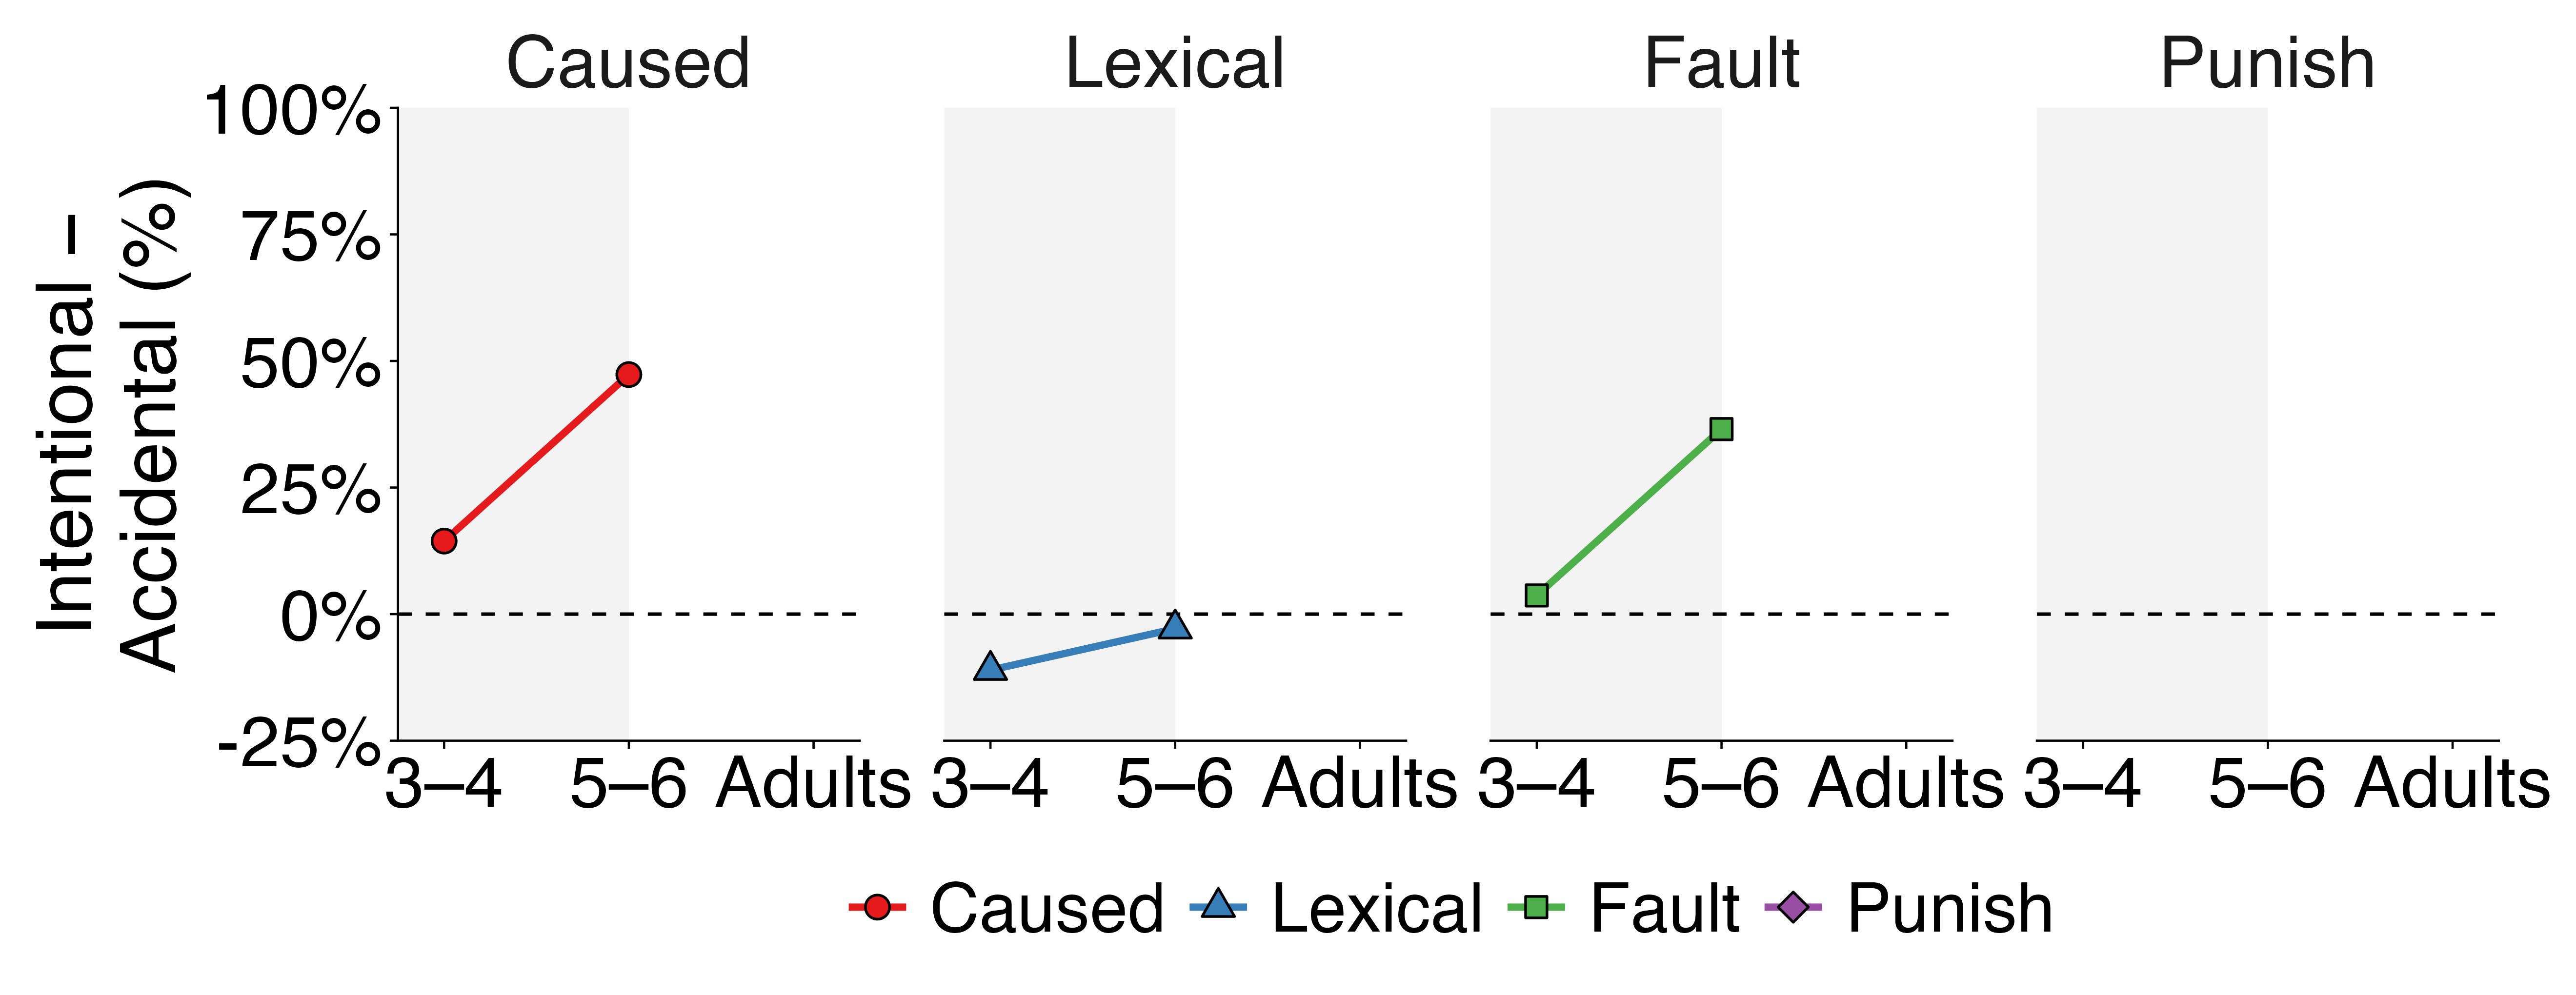 Caused Lexical Fault Punish
Intentional –
Accidental (%)
100%
75%
50%
25%
0%
-25%
3–4 5–6 Adults 3–4 5–6 Adults 3–4 5–6 Adults 3–4 5–6 Adults
Caused Lexical Fault Punish